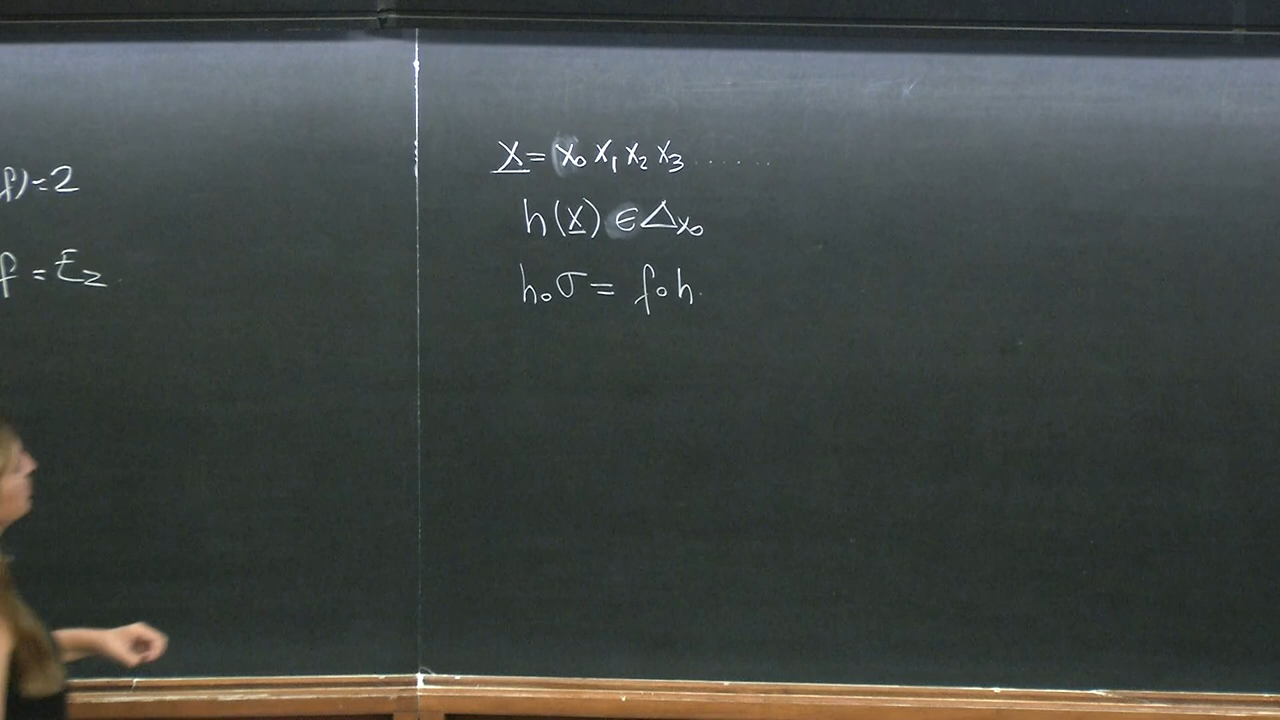 f) = 2
f = E₂
x̲ = x₀ x₁ x₂ x₃ .......
h(x̲) ∈ Δx₀
h∘σ = f∘h.